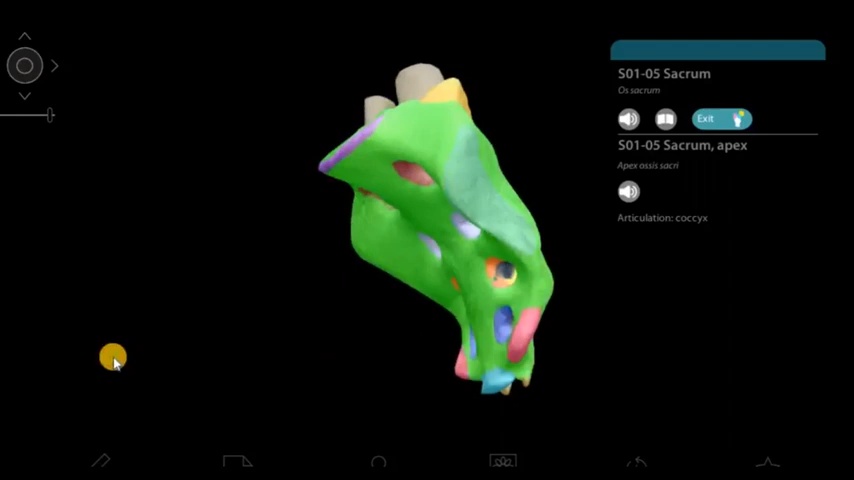 S01-05 Sacrum
Os sacrum
Exit
S01-05 Sacrum, apex
Apex ossis sacri
Articulation: coccyx